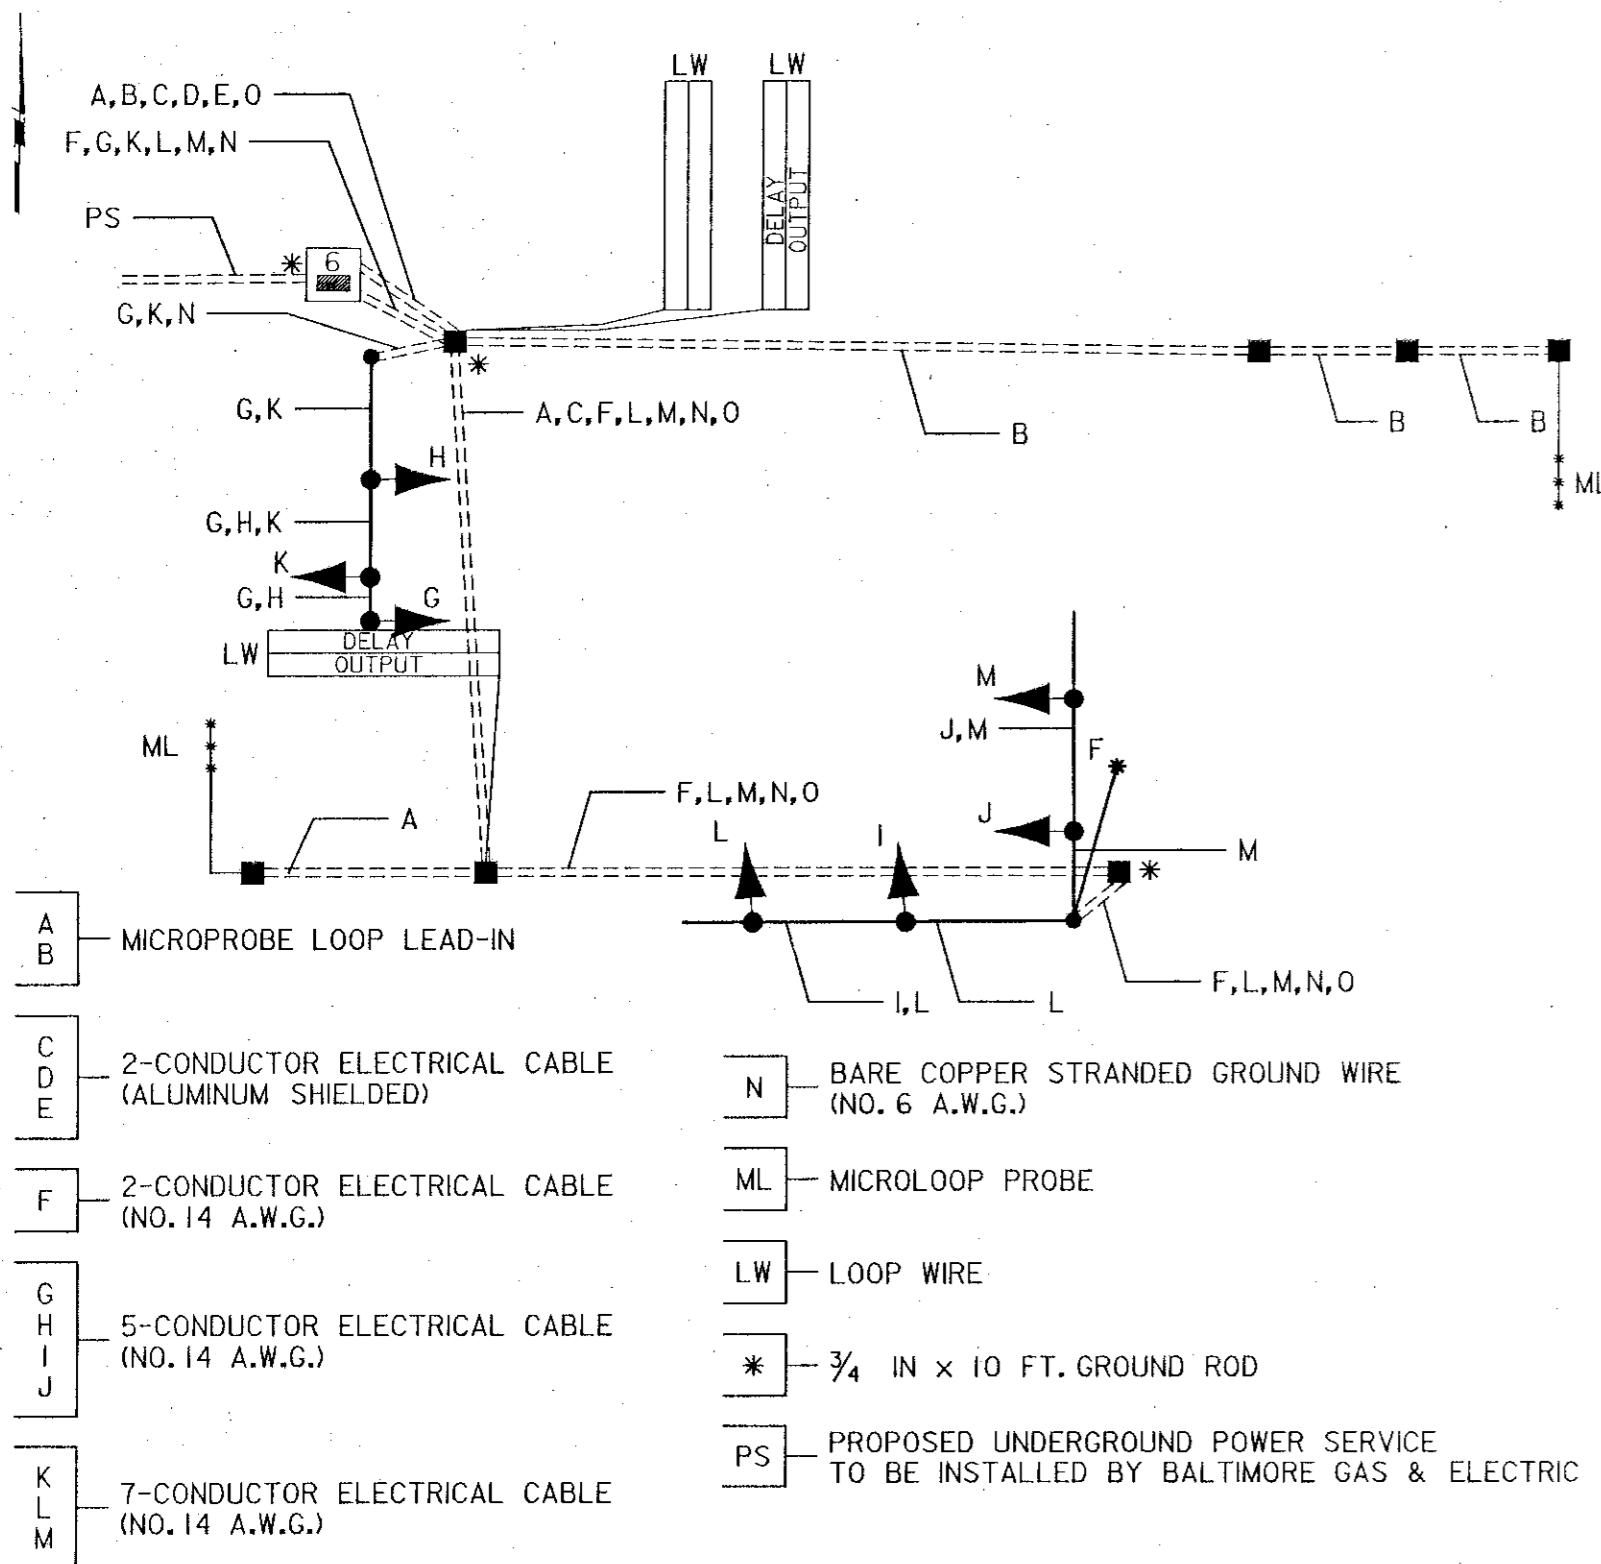 LW LW
A,B,C,D,E,O
F,G,K,L,M,N
DELAY
OUTPUT
PS
6
G,K,N
G,K
A,C,F,L,M,N,O
B
B
B
H
ML
G,H,K
K
G,H
G
DELAY
LW
OUTPUT
M
J,M
ML
F
F,L,M,N,O
A
L
I
J
M
A
B
MICROPROBE LOOP LEAD-IN
F,L,M,N,O
I,L
L
C
D
E
2-CONDUCTOR ELECTRICAL CABLE
(ALUMINUM SHIELDED)
F
2-CONDUCTOR ELECTRICAL CABLE
(NO.14 A.W.G.)
G
H
I
J
5-CONDUCTOR ELECTRICAL CABLE
(NO.14 A.W.G.)
K
L
M
7-CONDUCTOR ELECTRICAL CABLE
(NO.14 A.W.G.)
N
BARE COPPER STRANDED GROUND WIRE
(NO. 6 A.W.G.)
ML
MICROLOOP PROBE
LW
LOOP WIRE
*
3/4 IN x 10 FT. GROUND ROD
PS
PROPOSED UNDERGROUND POWER SERVICE
TO BE INSTALLED BY BALTIMORE GAS & ELECTRIC